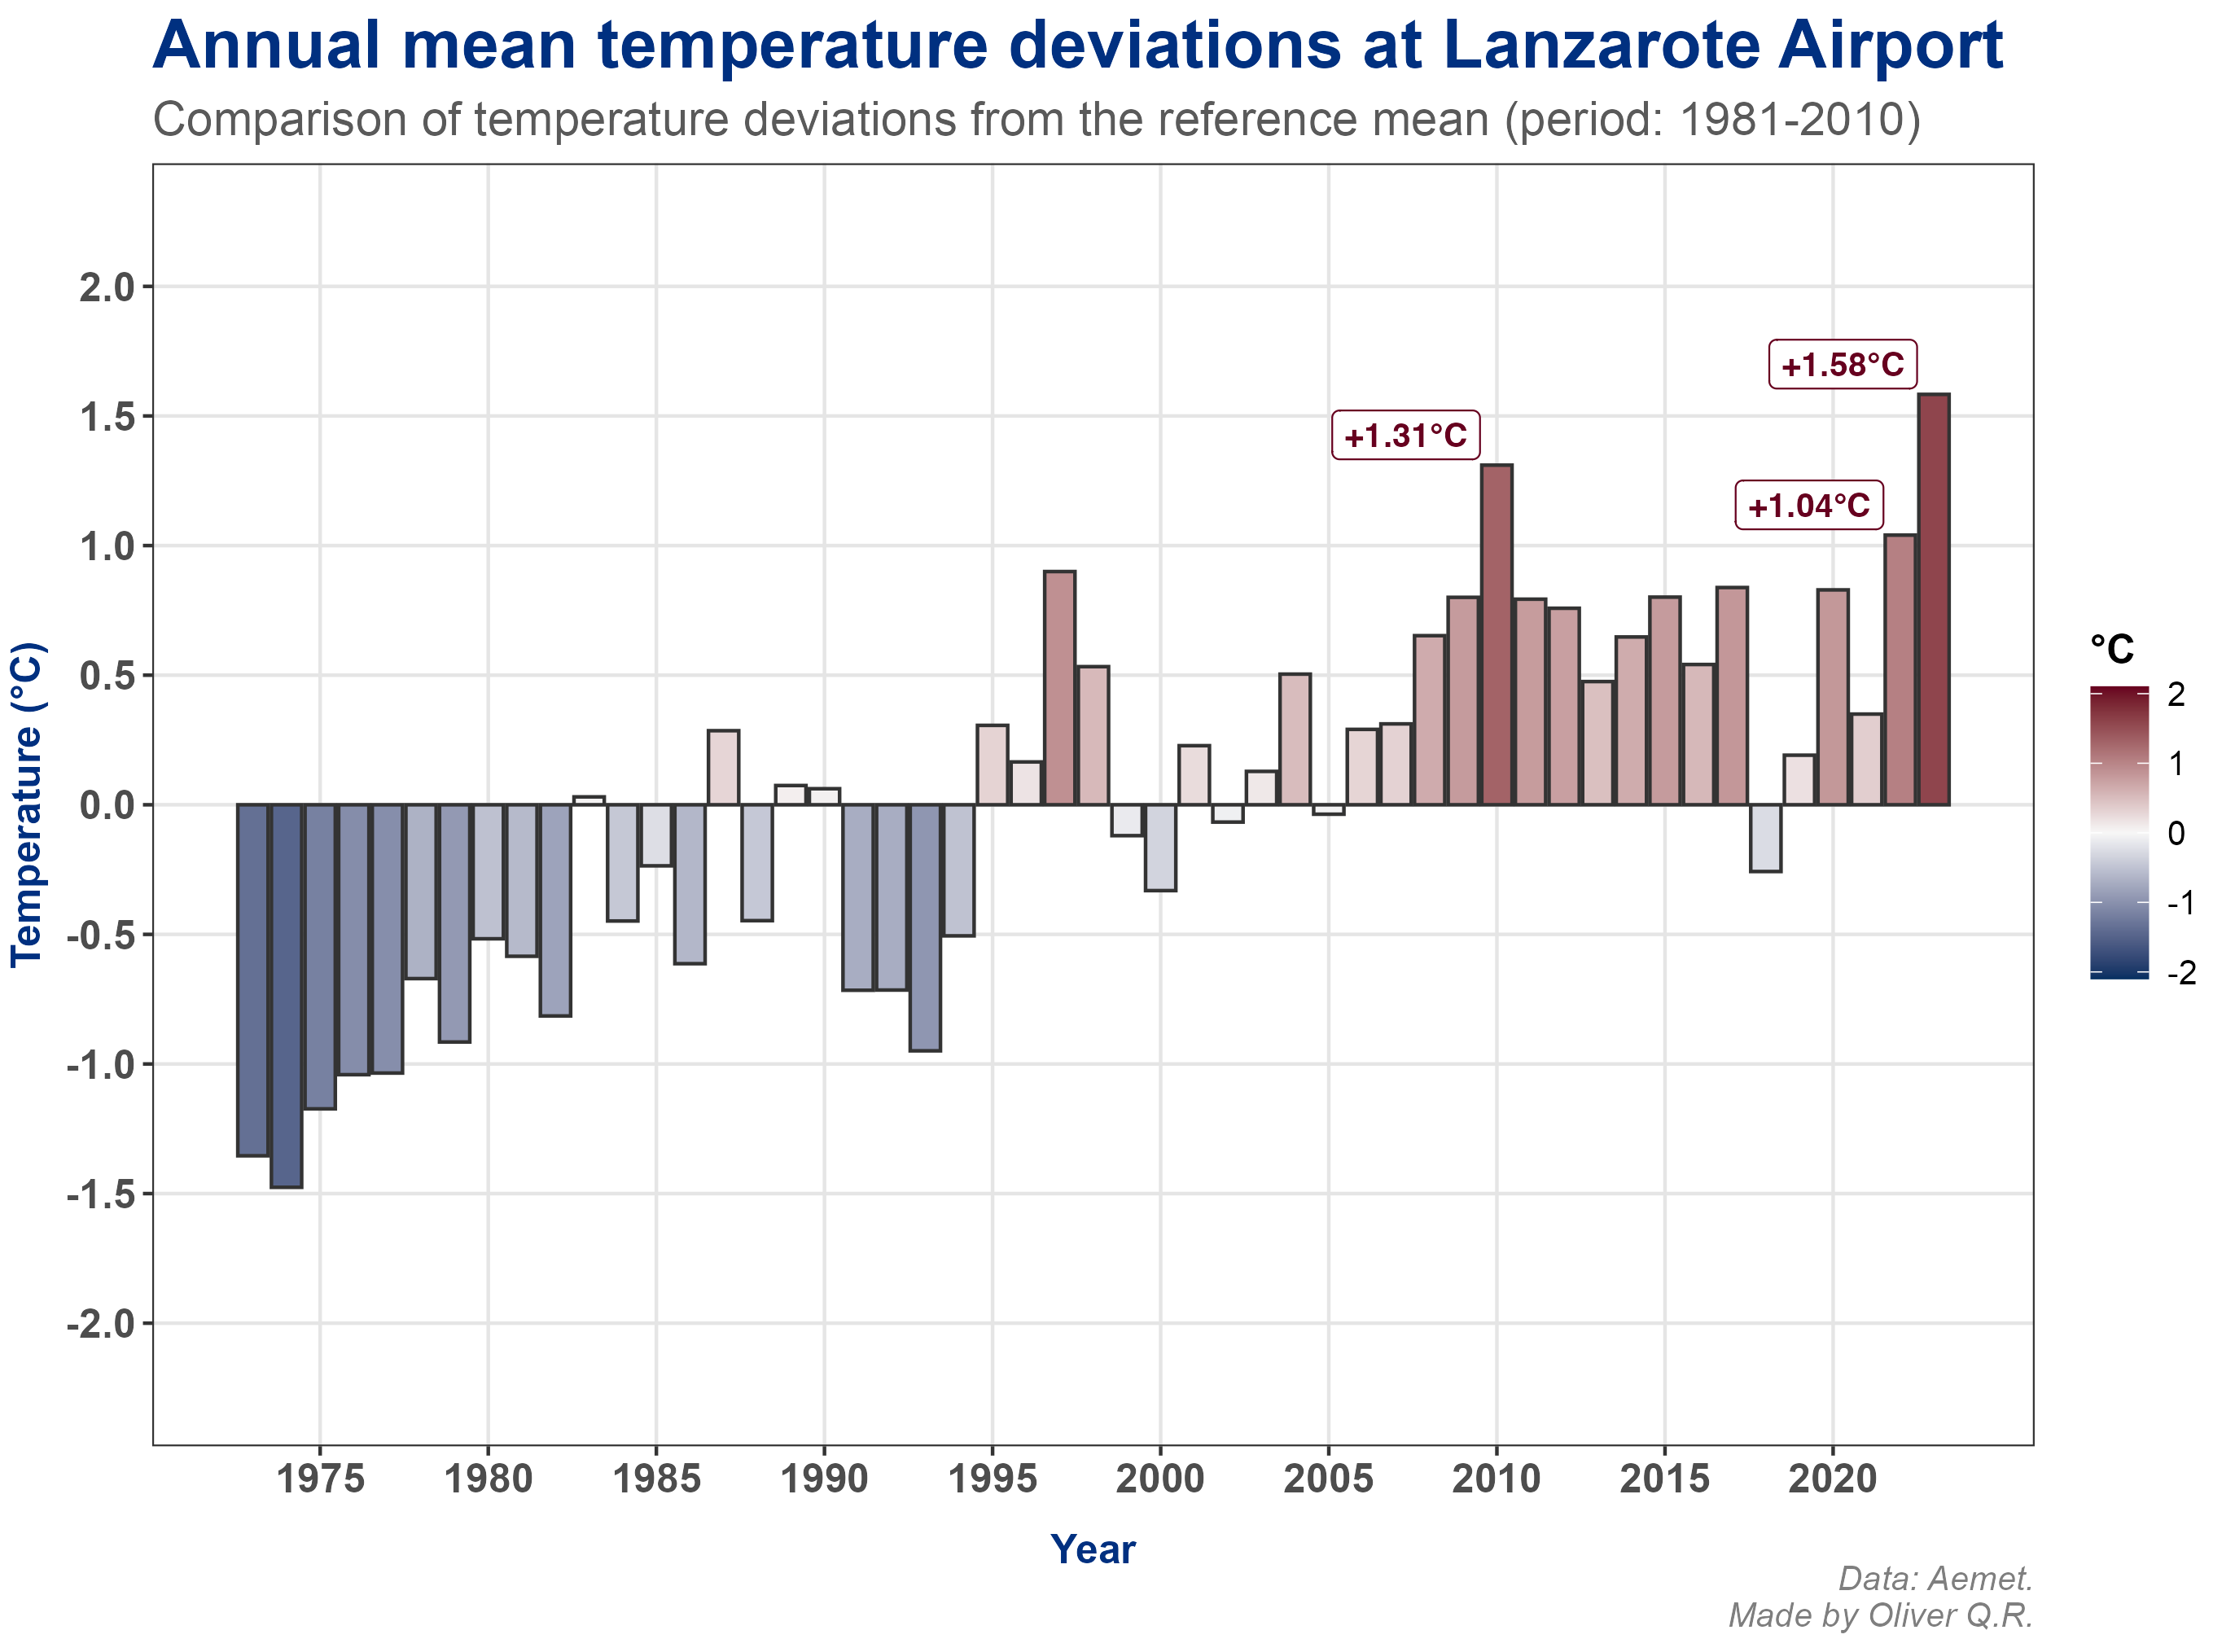 Annual mean temperature deviations at Lanzarote Airport
Comparison of temperature deviations from the reference mean (period: 1981-2010)
2.0
1.5
1.0
0.5
0.0
-0.5
-1.0
-1.5
-2.0
Temperature (°C)
+1.31°C
+1.58°C
+1.04°C
°C
2
1
0
-1
-2
1975 1980 1985 1990 1995 2000 2005 2010 2015 2020
Year
Data: Aemet.
Made by Oliver Q.R.